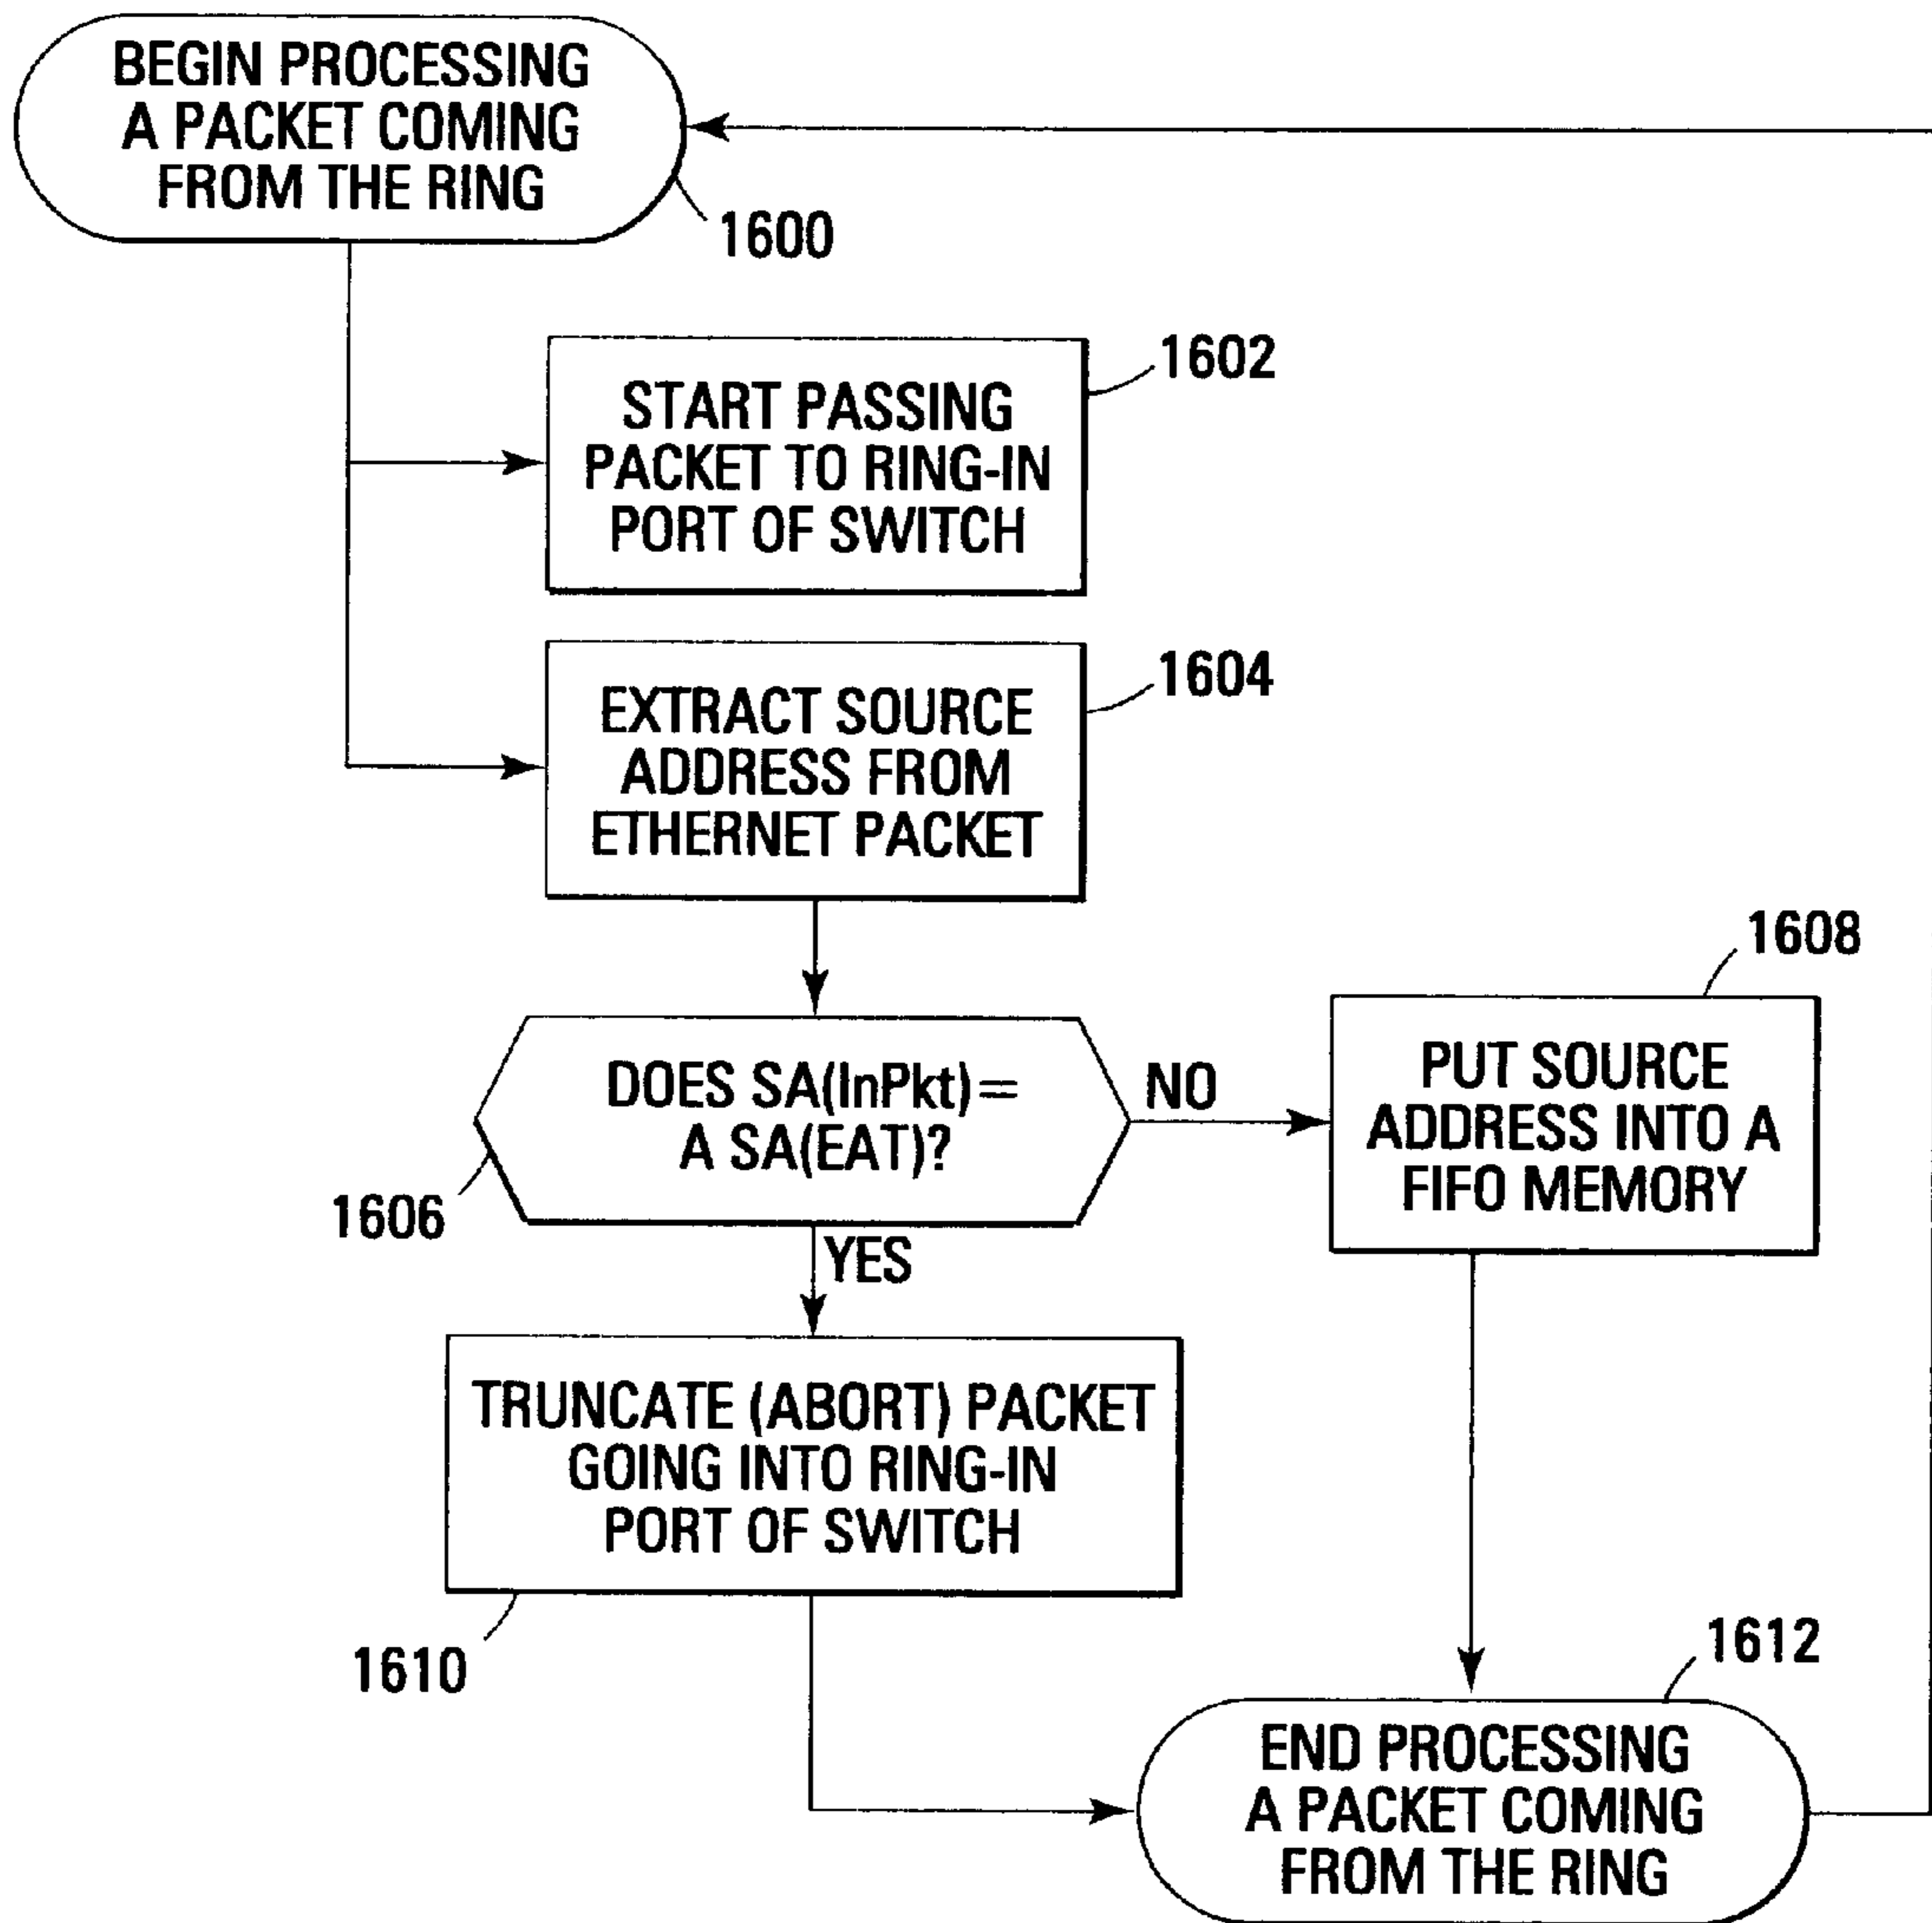 BEGIN PROCESSING
A PACKET COMING
FROM THE RING
1600
START PASSING
PACKET TO RING-IN
PORT OF SWITCH
1602
EXTRACT SOURCE
ADDRESS FROM
ETHERNET PACKET
1604
DOES SA(InPkt)=
A SA(EAT)?
1606
NO
YES
PUT SOURCE
ADDRESS INTO A
FIFO MEMORY
1608
TRUNCATE (ABORT) PACKET
GOING INTO RING-IN
PORT OF SWITCH
1610
END PROCESSING
A PACKET COMING
FROM THE RING
1612